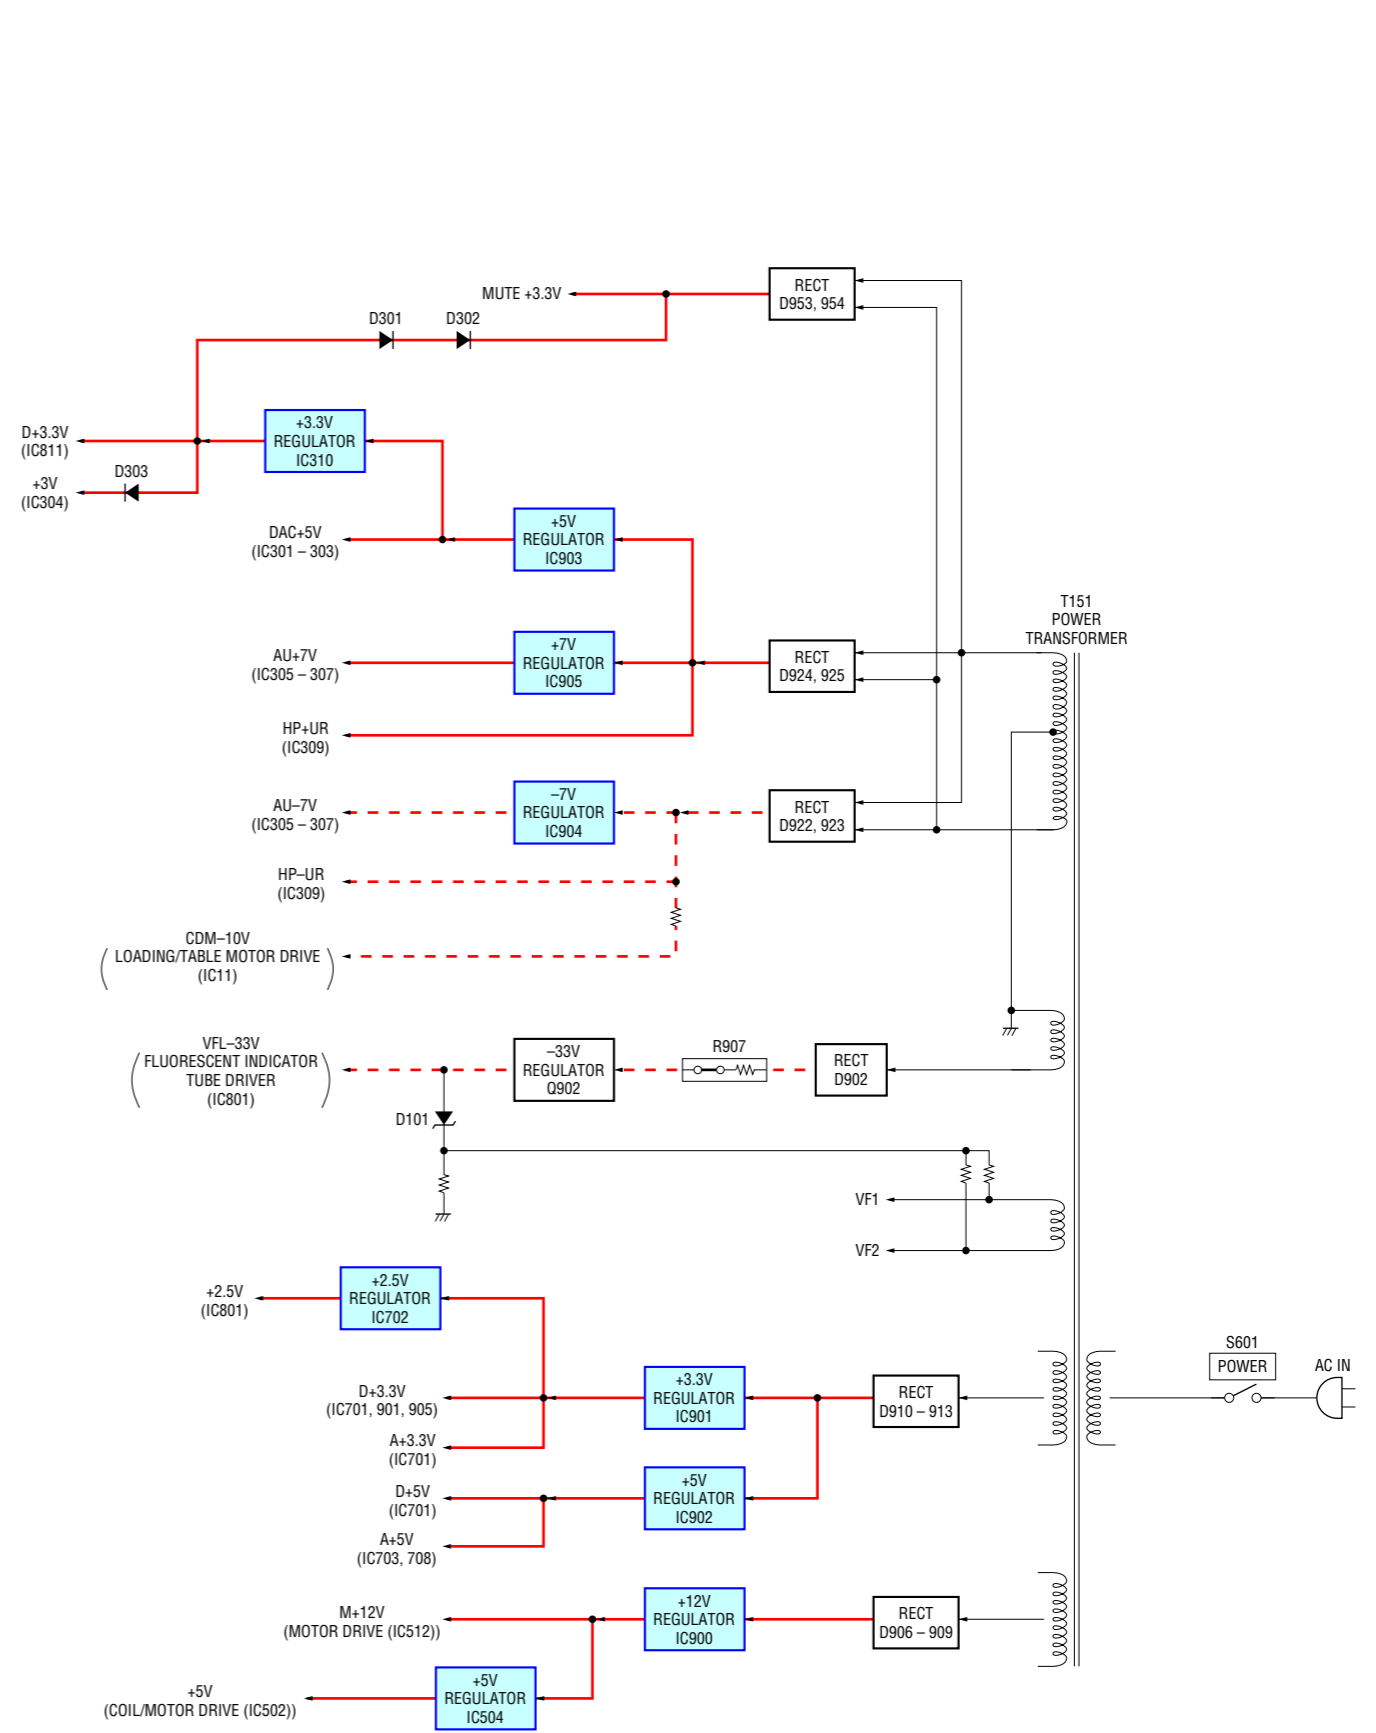 RECT
D953, 954
MUTE +3.3V
D301
D302
D+3.3V
(IC811)
+3.3V
REGULATOR
IC310
D303
+3V
(IC304)
DAC+5V
(IC301 – 303)
+5V
REGULATOR
IC903
T151
POWER
TRANSFORMER
AU+7V
(IC305 – 307)
+7V
REGULATOR
IC905
RECT
D924, 925
HP+UR
(IC309)
AU–7V
(IC305 – 307)
–7V
REGULATOR
IC904
RECT
D922, 923
HP–UR
(IC309)
CDM–10V
LOADING/TABLE MOTOR DRIVE
(IC11)
VFL–33V
FLUORESCENT INDICATOR
TUBE DRIVER
(IC801)
–33V
REGULATOR
Q902
R907
RECT
D902
D101
VF1
VF2
+2.5V
(IC801)
+2.5V
REGULATOR
IC702
D+3.3V
(IC701, 901, 905)
+3.3V
REGULATOR
IC901
RECT
D910 – 913
S601
POWER
AC IN
A+3.3V
(IC701)
D+5V
(IC701)
+5V
REGULATOR
IC902
A+5V
(IC703, 708)
M+12V
(MOTOR DRIVE (IC512))
+12V
REGULATOR
IC900
RECT
D906 – 909
+5V
(COIL/MOTOR DRIVE (IC502))
+5V
REGULATOR
IC504